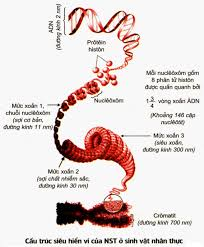 ADN
(đường kính 2 nm)
Prôtêin
histôn
Nuclêôxôm
Mỗi nuclêôxôm gồm
8 phân tử histôn
được quấn quanh bởi
1 3/4 vòng xoắn ADN
(Khoảng 146 cặp
nuclêôtit)
Mức xoắn 1,
chuỗi nuclêôxôm
(sợi cơ bản,
đường kính 11 nm)
Mức xoắn 3
(siêu xoắn,
đường kính 300 nm)
Mức xoắn 2
(sợi chất nhiễm sắc,
đường kính 30 nm)
Crômatit
(đường kính 700 nm)
Cấu trúc siêu hiển vi của NST ở sinh vật nhân thực